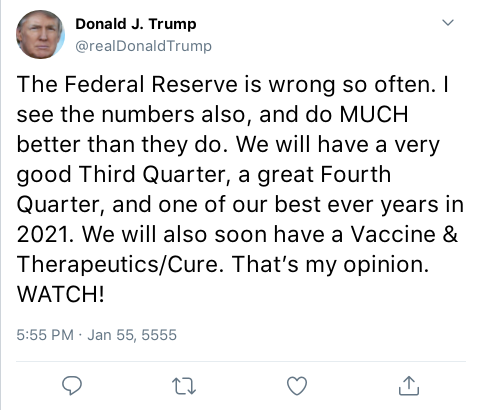 Donald J. Trump
@realDonaldTrump
The Federal Reserve is wrong so often. I
see the numbers also, and do MUCH
better than they do. We will have a very
good Third Quarter, a great Fourth
Quarter, and one of our best ever years in
2021. We will also soon have a Vaccine &
Therapeutics/Cure. That’s my opinion.
WATCH!
5:55 PM · Jan 55, 5555